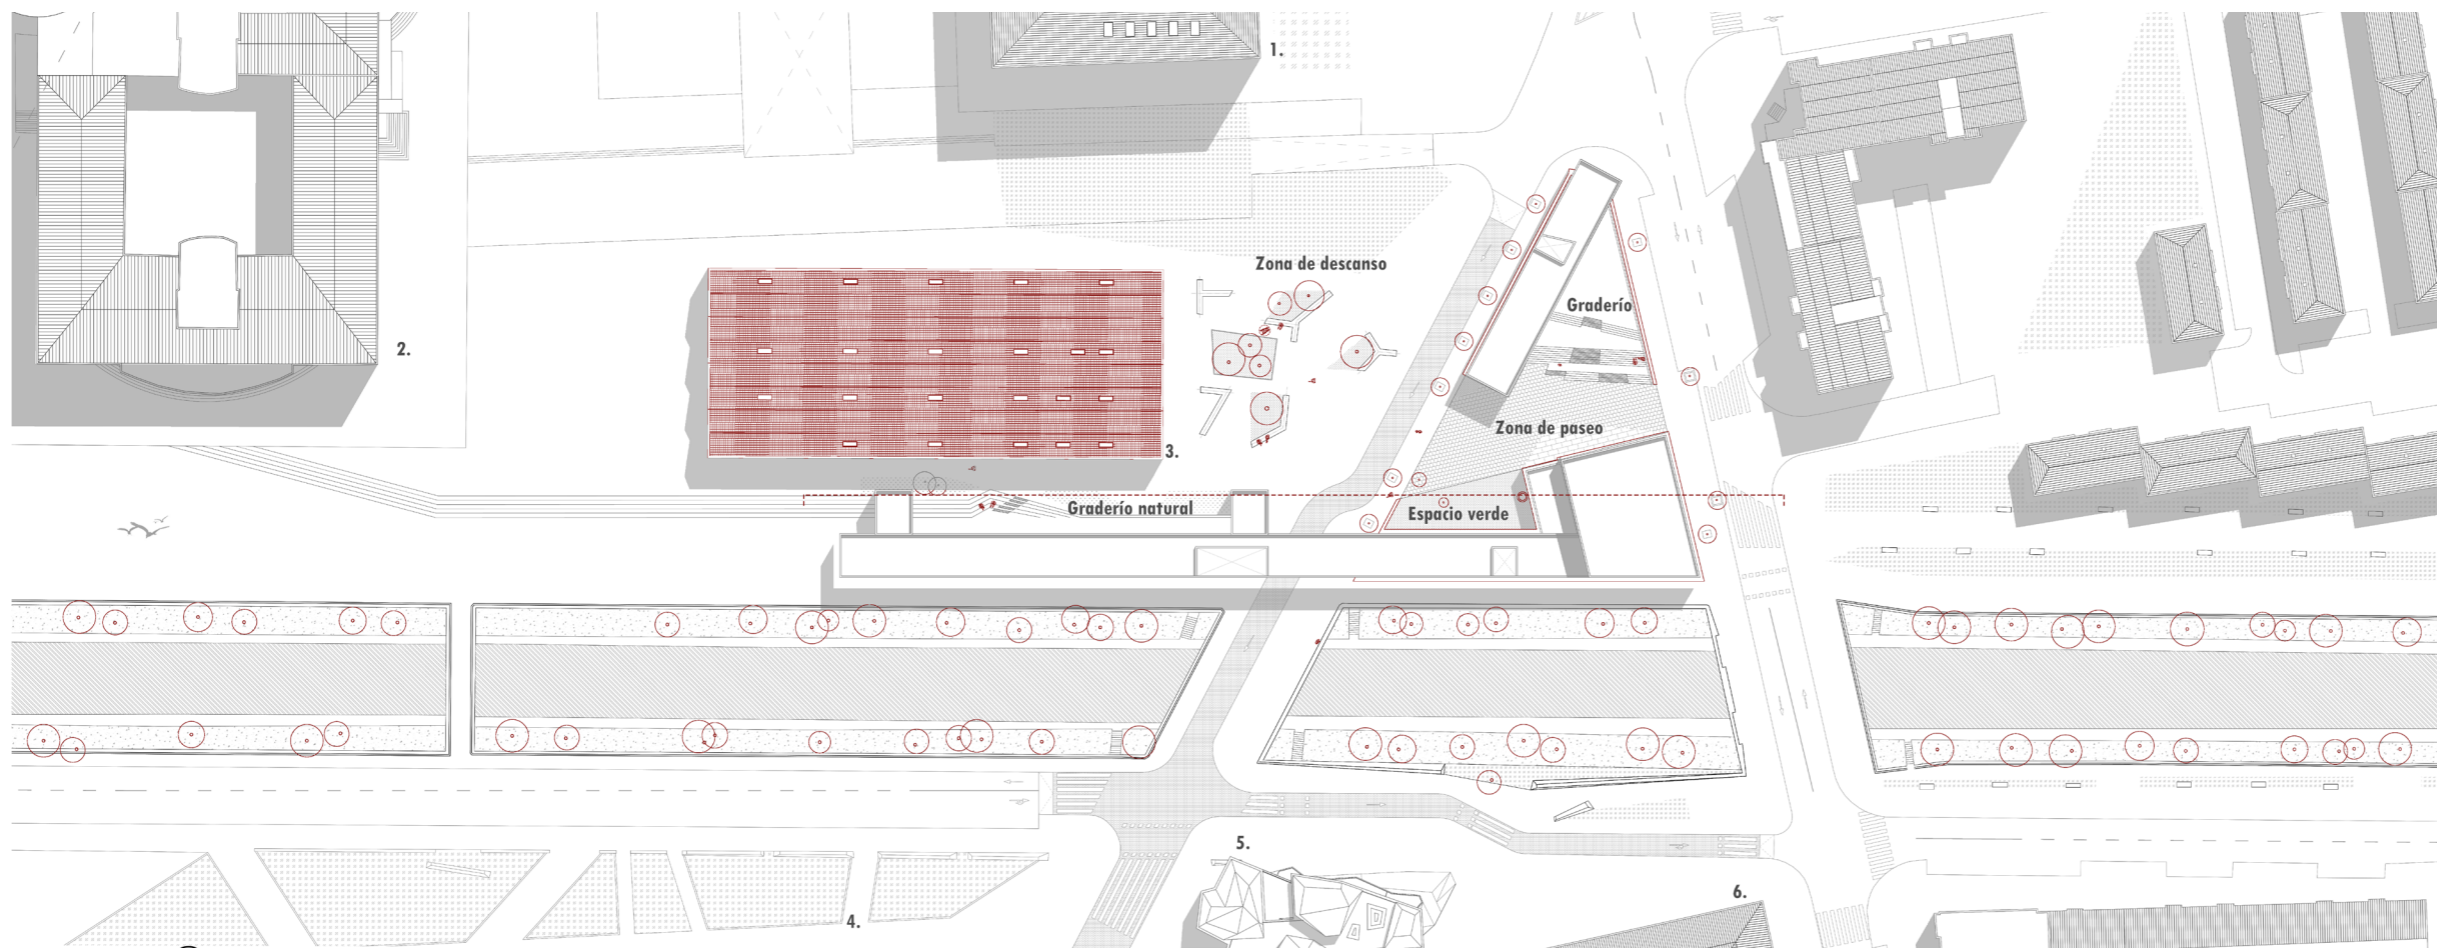 1.
Zona de descanso
Graderío
2.
Zona de paseo
3.
Graderío natural
Espacio verde
5.
6.
4.